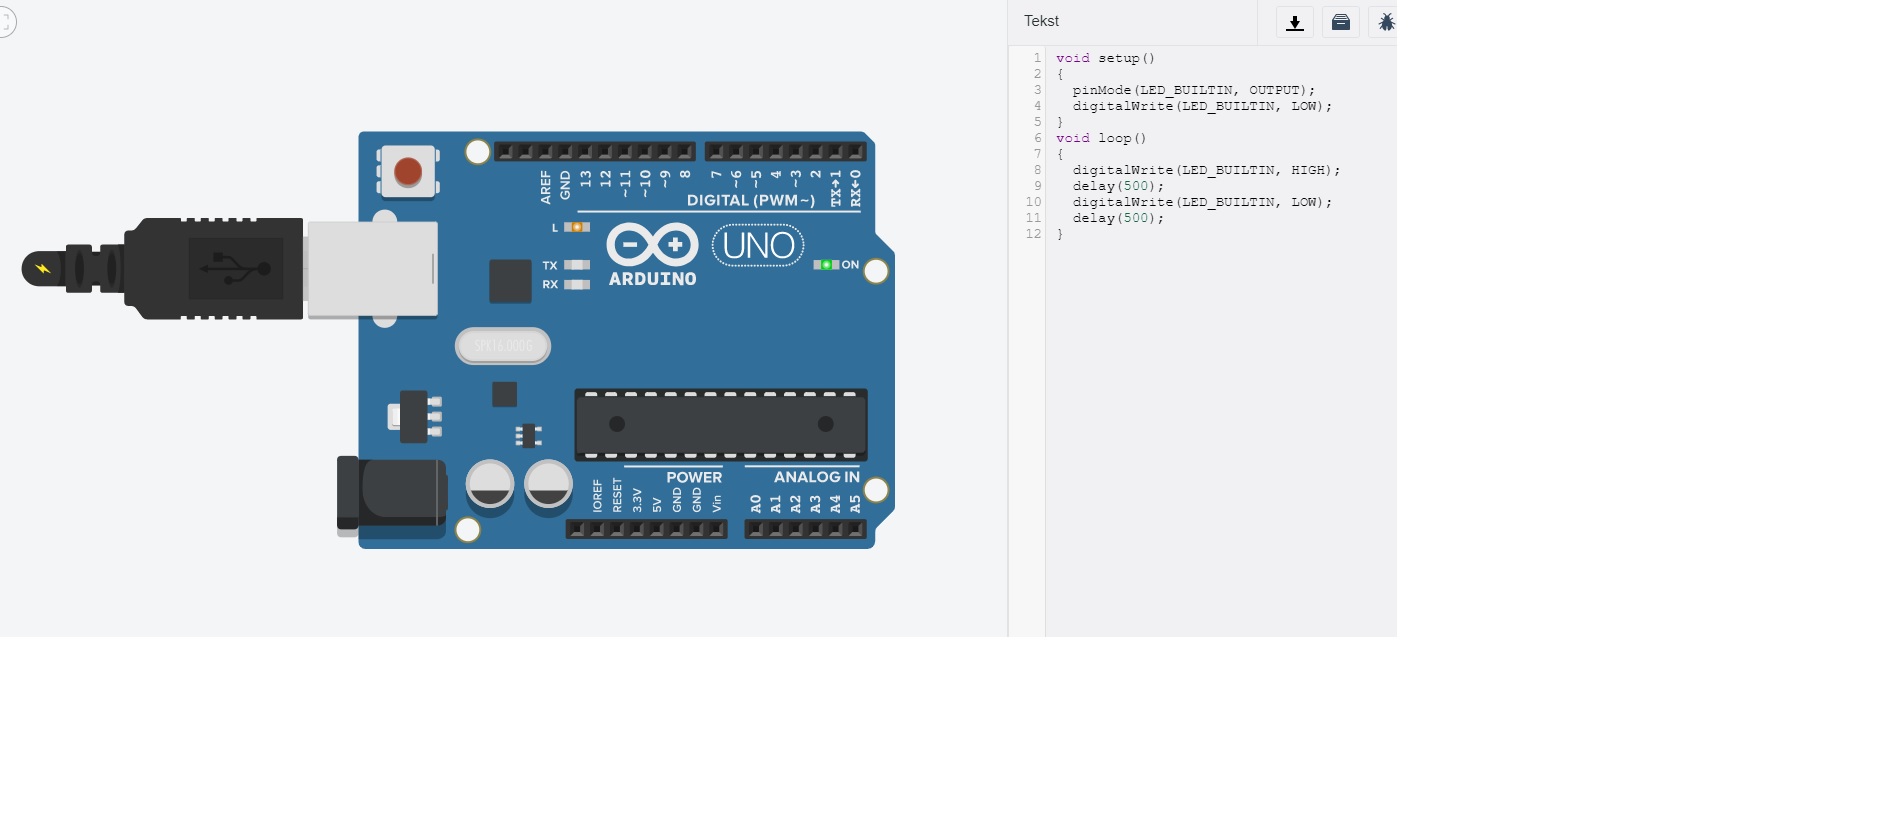 Tekst
1 void setup()
2 {
3 pinMode(LED_BUILTIN, OUTPUT);
4 digitalWrite(LED_BUILTIN, LOW);
5 }
6 void loop()
7 {
8 digitalWrite(LED_BUILTIN, HIGH);
9 delay(500);
10 digitalWrite(LED_BUILTIN, LOW);
11 delay(500);
12 }
AREF GND 13 12 ~11 ~10 ~9 8 7 ~6 ~5 4 ~3 2 TX→1 RX←0
DIGITAL (PWM~)
L
UNO
TX
ON
ARDUINO
RX
SPK16.000G
POWER ANALOG IN
IOREF RESET 3.3V 5V GND GND Vin A0 A1 A2 A3 A4 A5